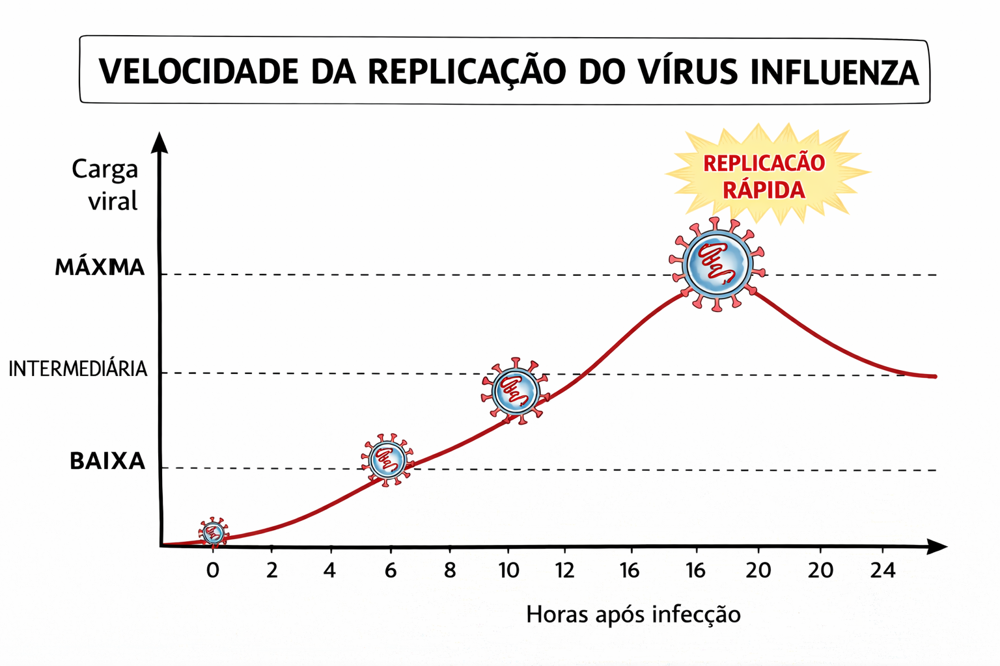 VELOCIDADE DA REPLICAÇÃO DO VÍRUS INFLUENZA
REPLICACÃO
RÁPIDA
Carga
viral
MÁXIMA
INTERMEDIÁRIA
BAIXA
0 2 4 6 8 10 12 16 16 20 20 24
Horas após infecção